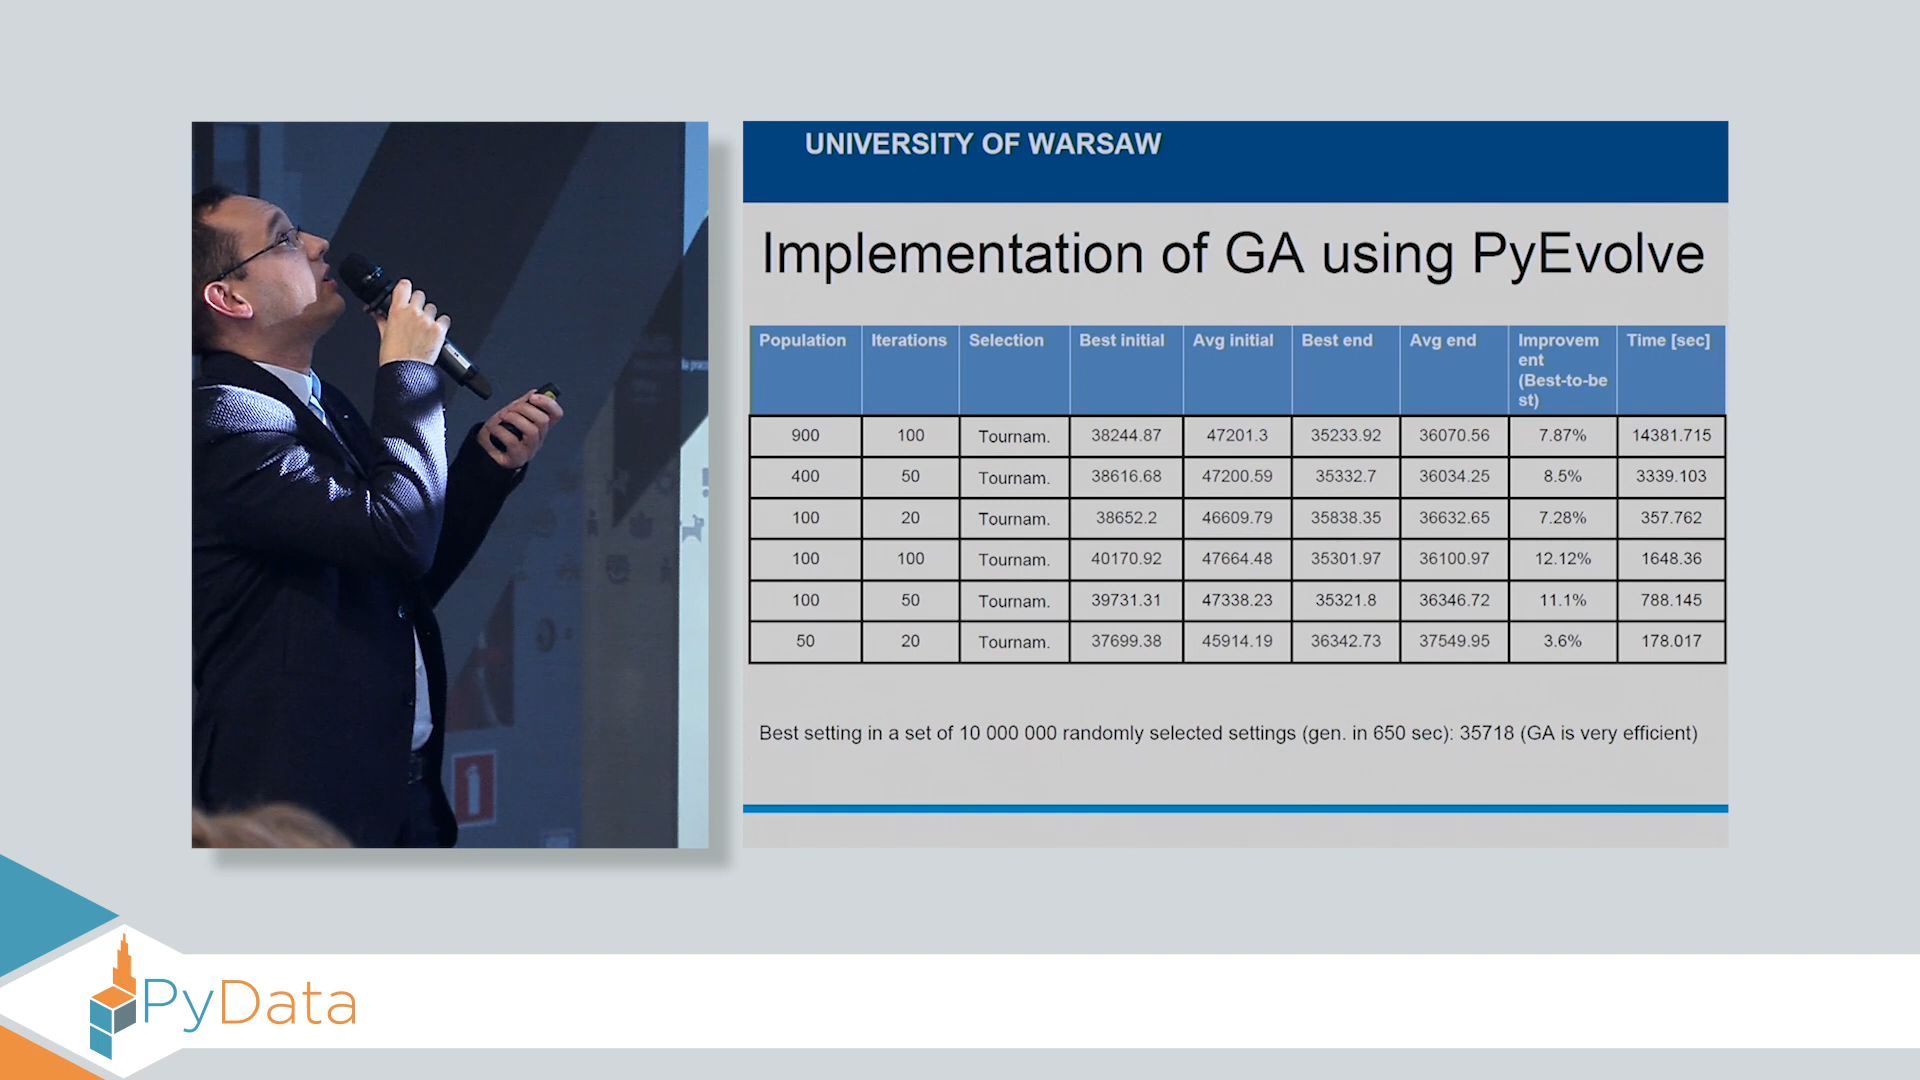 UNIVERSITY OF WARSAW
Implementation of GA using PyEvolve
Population Iterations Selection Best initial Avg initial Best end Avg end Improvem Time [sec]
ent
(Best-to-be
st)
900 100 Tournam. 38244.87 47201.3 35233.92 36070.56 7.87% 14381.715
400 50 Tournam. 38616.68 47200.59 35332.7 36034.25 8.5% 3339.103
100 20 Tournam. 38652.2 46609.79 35838.35 36632.65 7.28% 357.762
100 100 Tournam. 40170.92 47664.48 35301.97 36100.97 12.12% 1648.36
100 50 Tournam. 39731.31 47338.23 35321.8 36346.72 11.1% 788.145
50 20 Tournam. 37699.38 45914.19 36342.73 37549.95 3.6% 178.017
Best setting in a set of 10 000 000 randomly selected settings (gen. in 650 sec): 35718 (GA is very efficient)
PyData